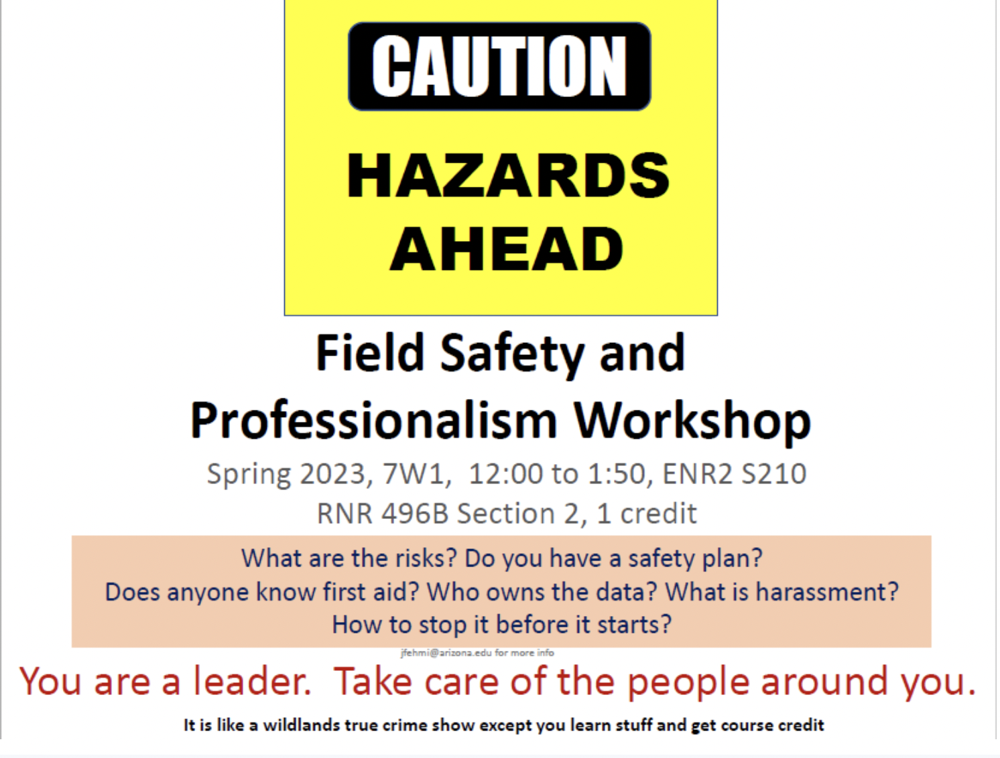 CAUTION
HAZARDS
AHEAD
Field Safety and
Professionalism Workshop
Spring 2023, 7W1,  12:00 to 1:50, ENR2 S210
RNR 496B Section 2, 1 credit
What are the risks? Do you have a safety plan?
Does anyone know first aid? Who owns the data? What is harassment?
How to stop it before it starts?
jfehmi@arizona.edu for more info
You are a leader.  Take care of the people around you.
It is like a wildlands true crime show except you learn stuff and get course credit